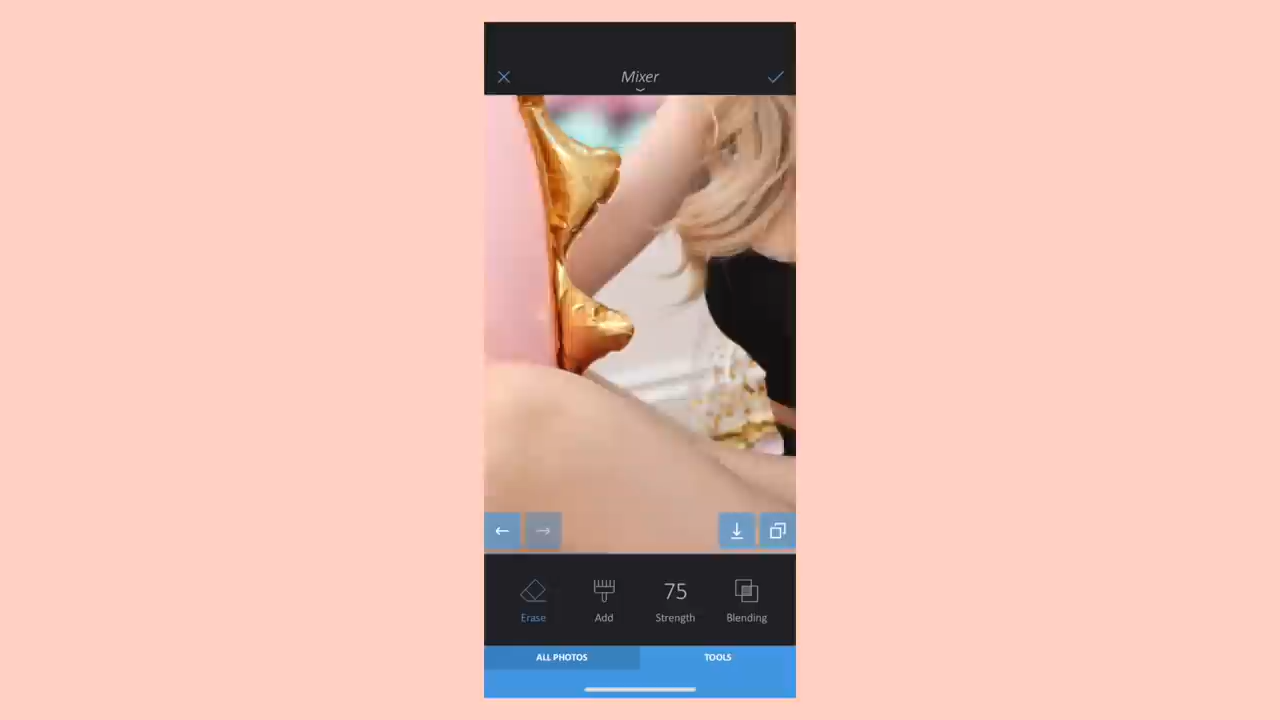 Mixer
75
Erase
Add
Strength
Blending
ALL PHOTOS
TOOLS